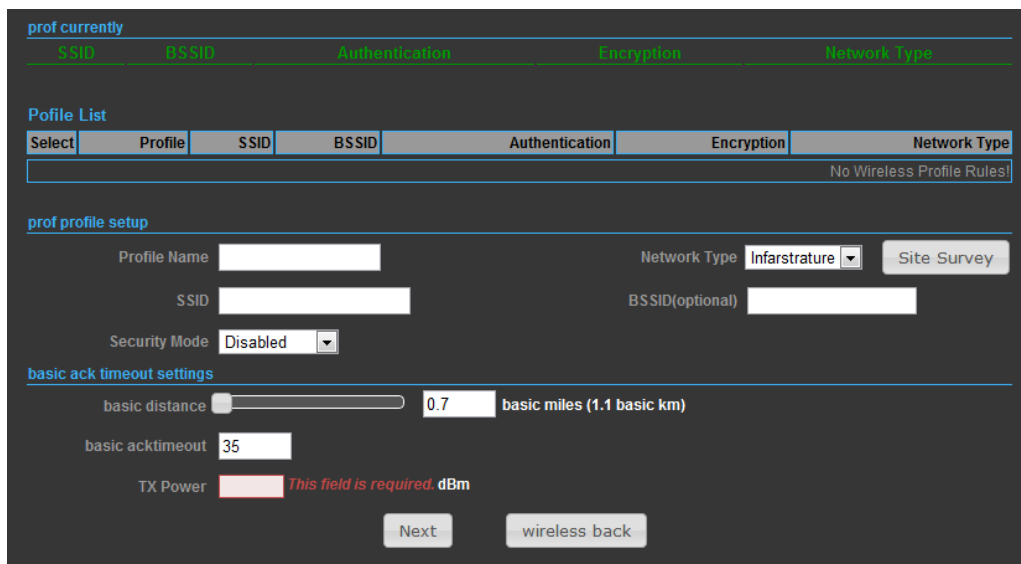 prof currently
SSID BSSID Authentication Encryption Network Type
Pofile List
Select Profile SSID BSSID Authentication Encryption Network Type
No Wireless Profile Rules!
prof profile setup
Profile Name Network Type Infarstrature Site Survey
SSID BSSID(optional)
Security Mode Disabled
basic ack timeout settings
basic distance 0.7 basic miles (1.1 basic km)
basic acktimeout 35
TX Power This field is required. dBm
Next wireless back